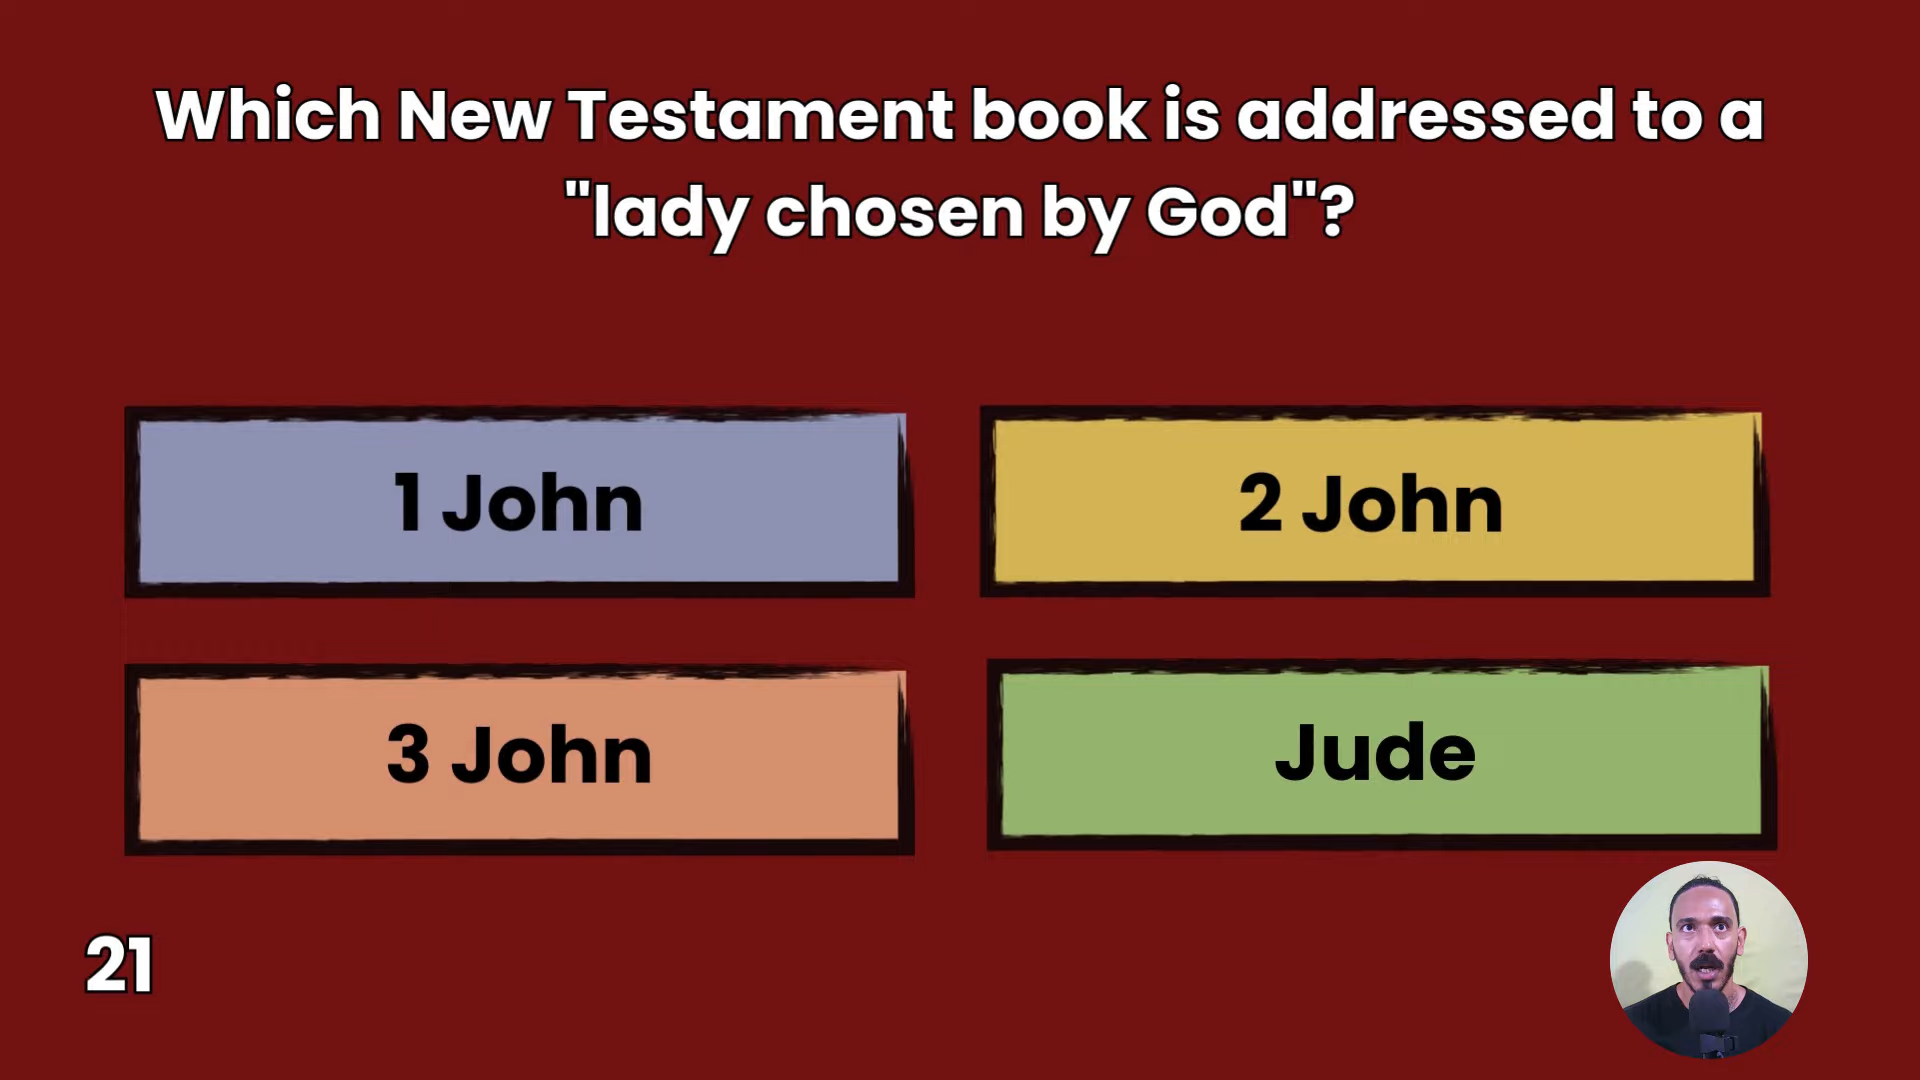 Which New Testament book is addressed to a
"lady chosen by God"?
1 John
2 John
3 John
Jude
21